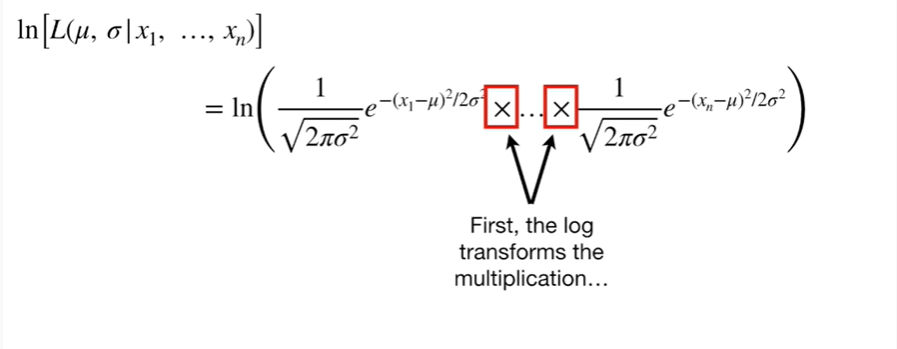 ln[L(μ, σ|x₁, …, xₙ)]
= ln( 1/√(2πσ²) e^(−(x₁−μ)²/2σ²) × … × 1/√(2πσ²) e^(−(xₙ−μ)²/2σ²) )
First, the log
transforms the
multiplication…